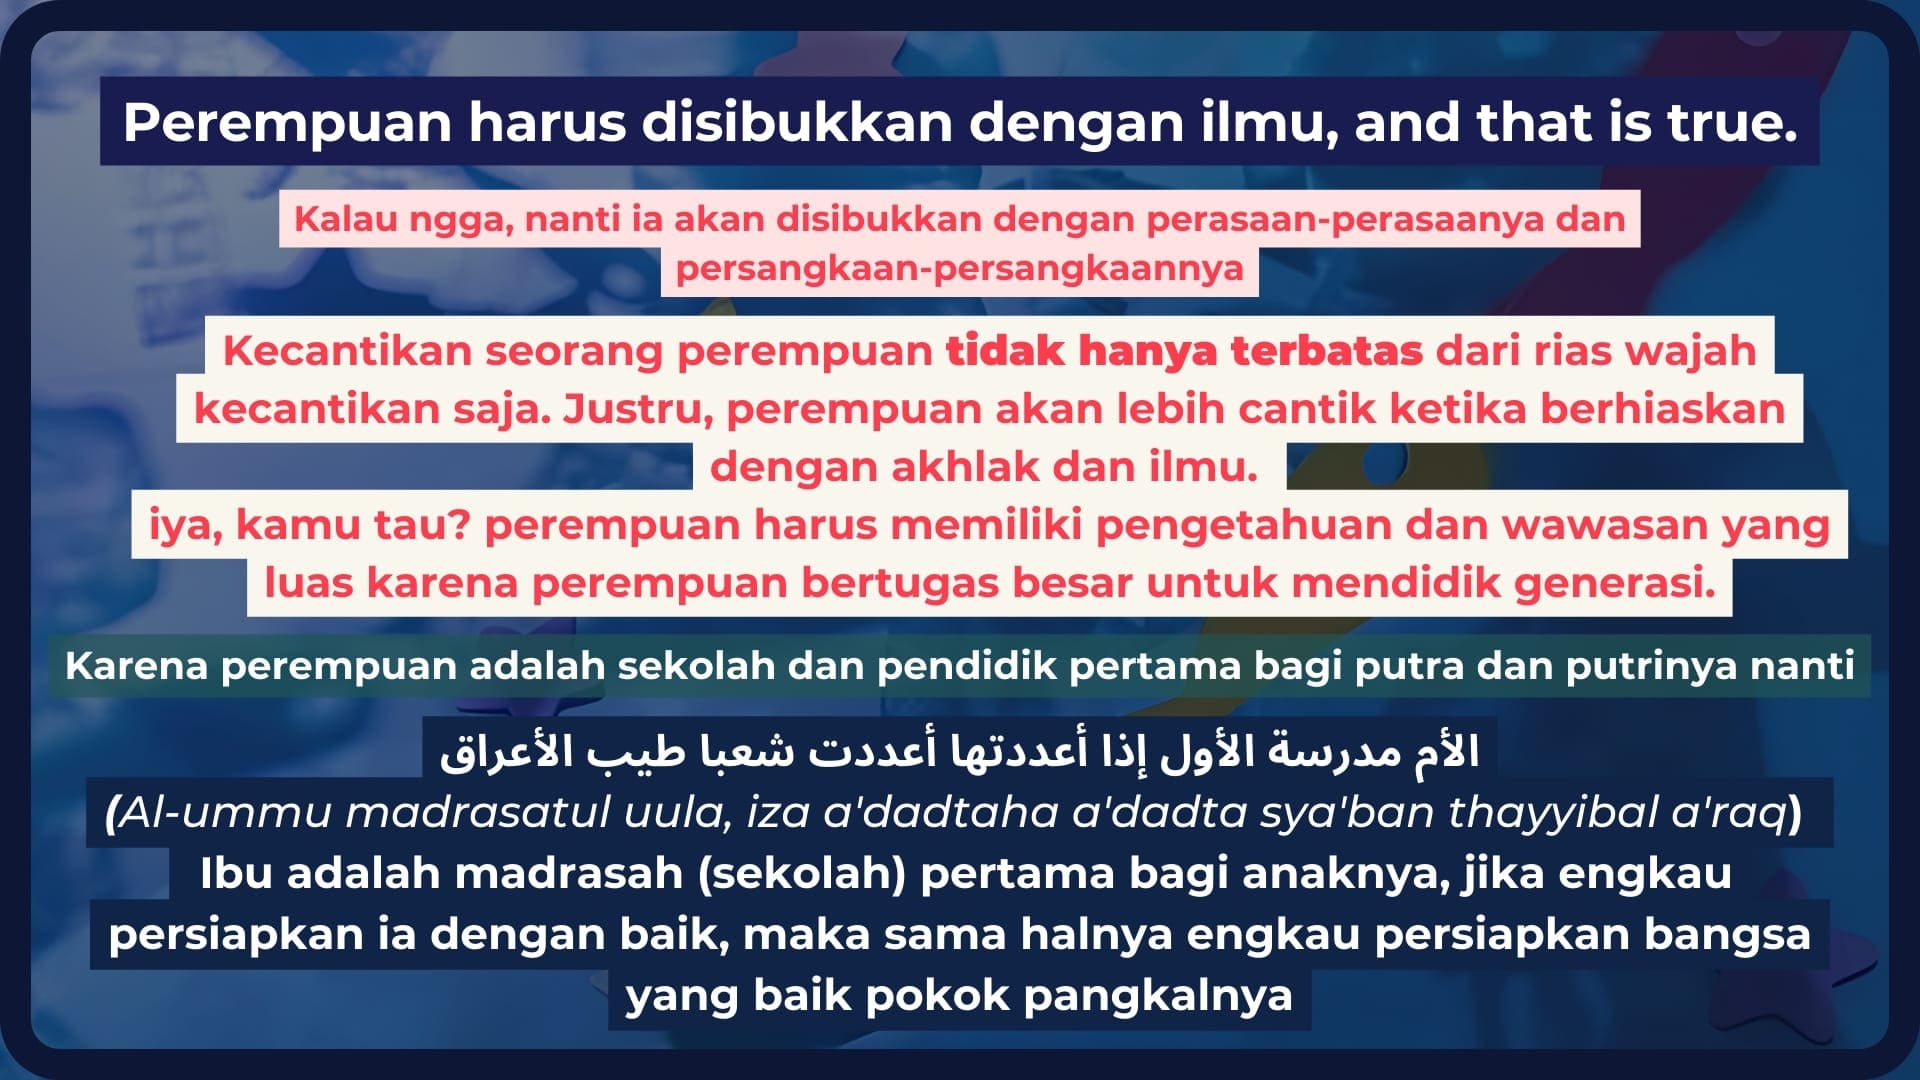 Perempuan harus disibukkan dengan ilmu, and that is true.
Kalau ngga, nanti ia akan disibukkan dengan perasaan-perasaanya dan
persangkaan-persangkaannya
Kecantikan seorang perempuan tidak hanya terbatas dari rias wajah
kecantikan saja. Justru, perempuan akan lebih cantik ketika berhiaskan
dengan akhlak dan ilmu.
iya, kamu tau? perempuan harus memiliki pengetahuan dan wawasan yang
luas karena perempuan bertugas besar untuk mendidik generasi.
Karena perempuan adalah sekolah dan pendidik pertama bagi putra dan putrinya nanti
الأم مدرسة الأول إذا أعددتها أعددت شعبا طيب الأعراق
(Al-ummu madrasatul uula, iza a'dadtaha a'dadta sya'ban thayyibal a'raq)
Ibu adalah madrasah (sekolah) pertama bagi anaknya, jika engkau
persiapkan ia dengan baik, maka sama halnya engkau persiapkan bangsa
yang baik pokok pangkalnya